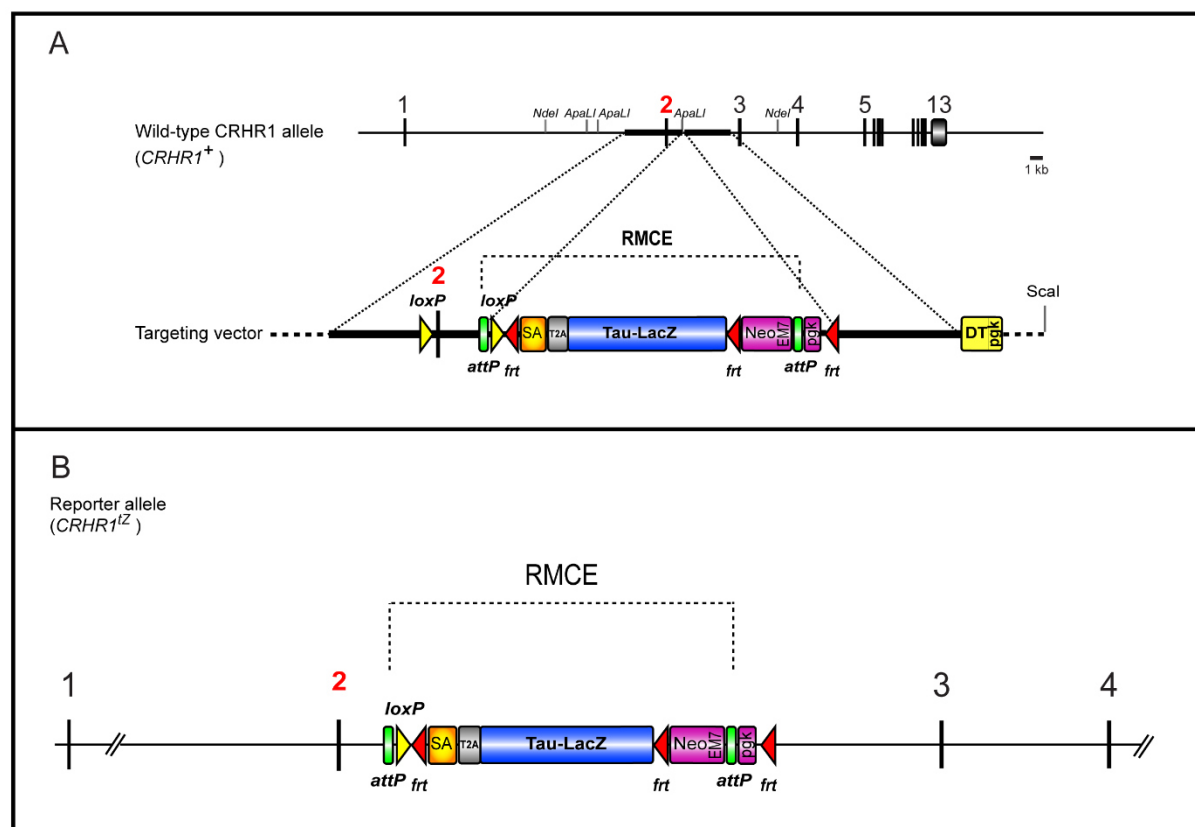 A
1 NdeI ApaLI ApaLI 2 ApaLI 3 NdeI 4 5 13
Wild-type CRHR1 allele
(CRHR1+ )
1 kb
RMCE
2
loxP loxP
ScaI
Targeting vector
SA T2A Tau-LacZ Neo EM7 pgk DT pgk
attP frt frt attP frt
B
Reporter allele
(CRHR1tZ )
RMCE
1 2 3 4
loxP
SA T2A Tau-LacZ Neo EM7 pgk
attP frt frt attP frt